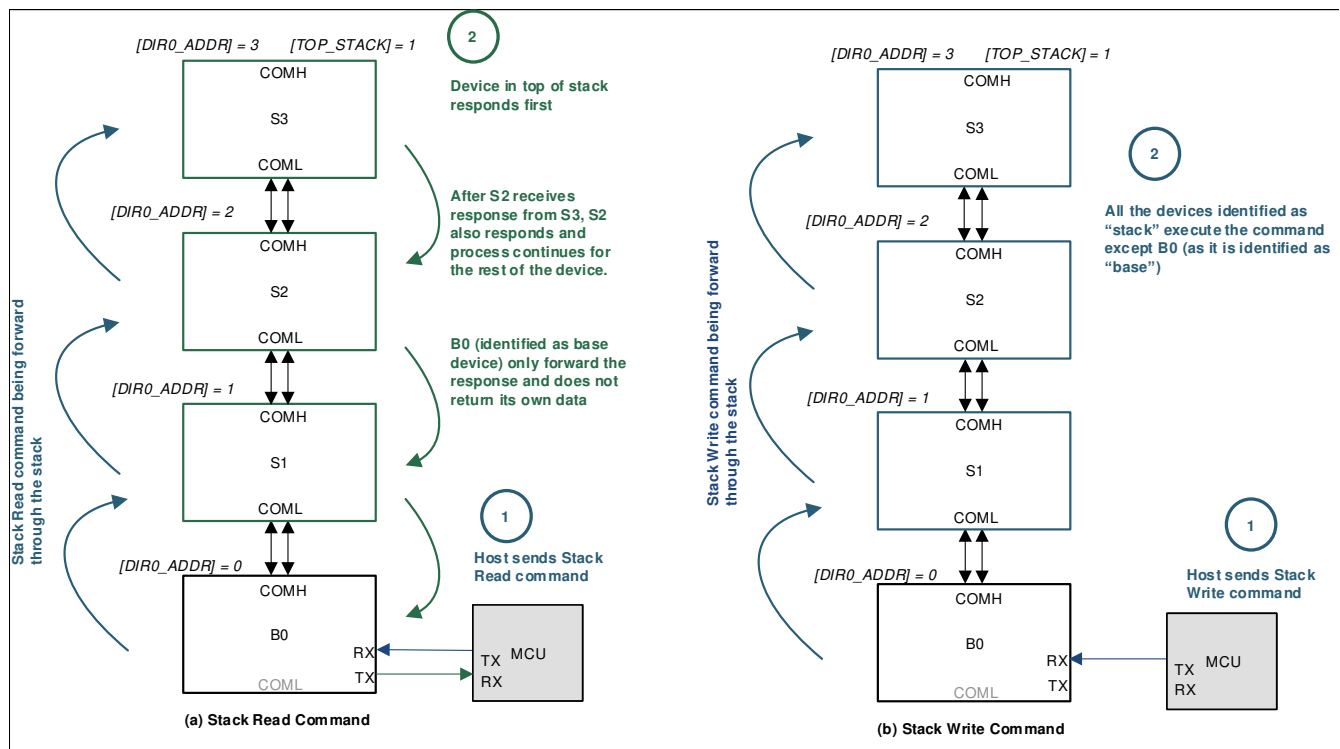 [DIR0_ADDR] = 3 [TOP_STACK] = 1
2
COMH
Device in top of stack
responds first
S3
COML
After S2 receives
response from S3, S2
also responds and
process continues for
the rest of the device.
[DIR0_ADDR] = 2
COMH
S2
COML
B0 (identified as base
device) only forward the
response and does not
return its own data
[DIR0_ADDR] = 1
COMH
S1
COML
Stack Read command being forward
through the stack
1
Host sends Stack
Read command
[DIR0_ADDR] = 0
COMH
B0
RX
TX
COML
TX
MCU
RX
(a) Stack Read Command
[DIR0_ADDR] = 3 [TOP_STACK] = 1
COMH
S3
COML
2
All the devices identified as
“stack” execute the command
except B0 (as it is identified as
“base”)
[DIR0_ADDR] = 2
COMH
S2
COML
[DIR0_ADDR] = 1
COMH
S1
COML
Stack Write command being forward
through the stack
1
Host sends Stack
Write command
[DIR0_ADDR] = 0
COMH
B0
RX
TX
COML
TX
MCU
RX
(b) Stack Write Command